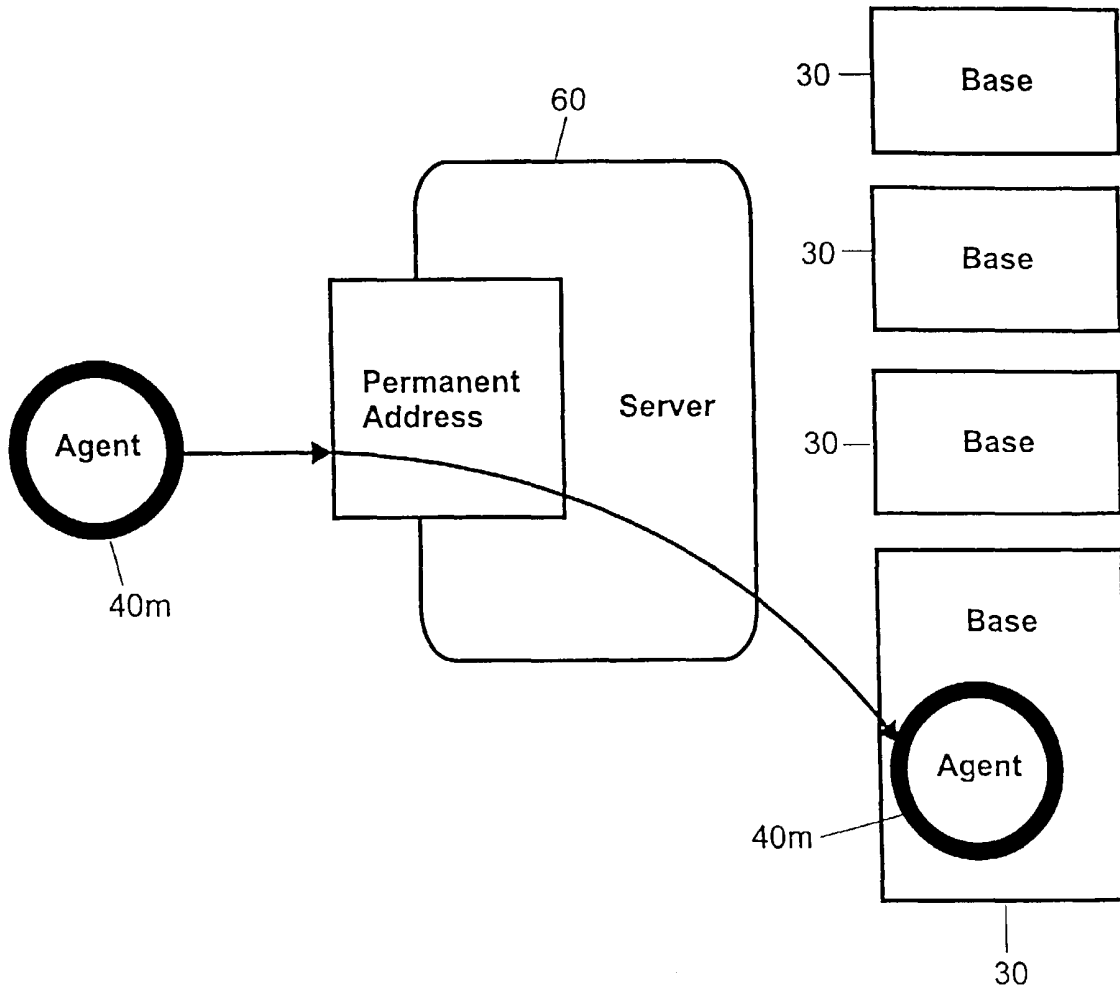 30
Base
60
30
Base
Permanent
Address
Server
30
Base
Agent
40m
Base
Agent
40m
30